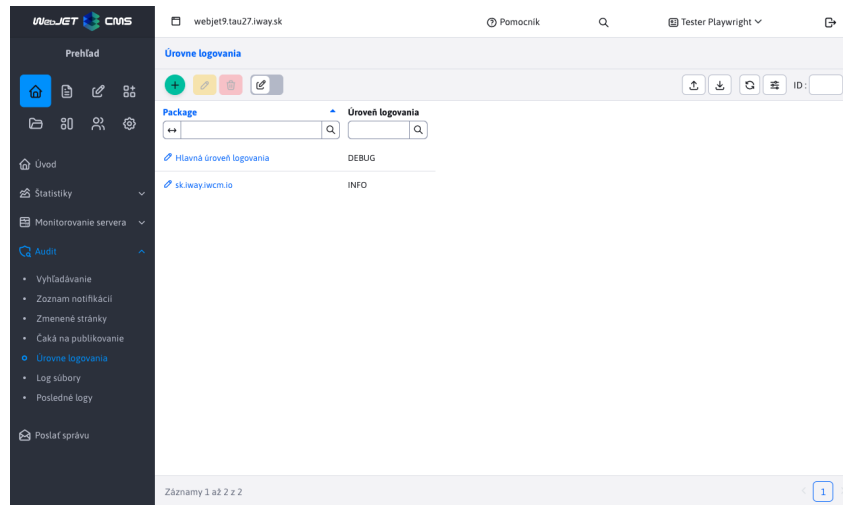 WebJET CMS
webjet9.tau27.iway.sk
Pomocník
Tester Playwright
Prehľad
Úrovne logovania
ID:
Package
Úroveň logovania
Hlavná úroveň logovania
DEBUG
sk.iway.iwcm.io
INFO
Úvod
Štatistiky
Monitorovanie servera
Audit
Vyhľadávanie
Zoznam notifikácií
Zmenené stránky
Čaká na publikovanie
Úrovne logovania
Log súbory
Posledné logy
Poslať správu
Záznamy 1 až 2 z 2
1